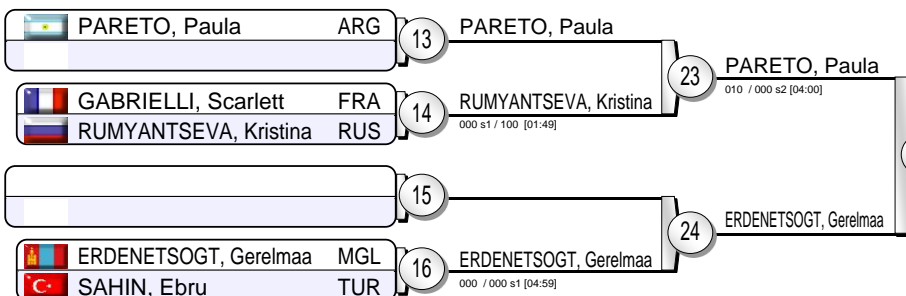 PARETO, Paula ARG
13
PARETO, Paula
23
PARETO, Paula
010 / 000 s2 [04:00]
GABRIELLI, Scarlett FRA
RUMYANTSEVA, Kristina RUS
14
RUMYANTSEVA, Kristina
000 s1 / 100 [01:49]
15
24
ERDENETSOGT, Gerelmaa
ERDENETSOGT, Gerelmaa MGL
SAHIN, Ebru TUR
16
ERDENETSOGT, Gerelmaa
000 / 000 s1 [04:59]